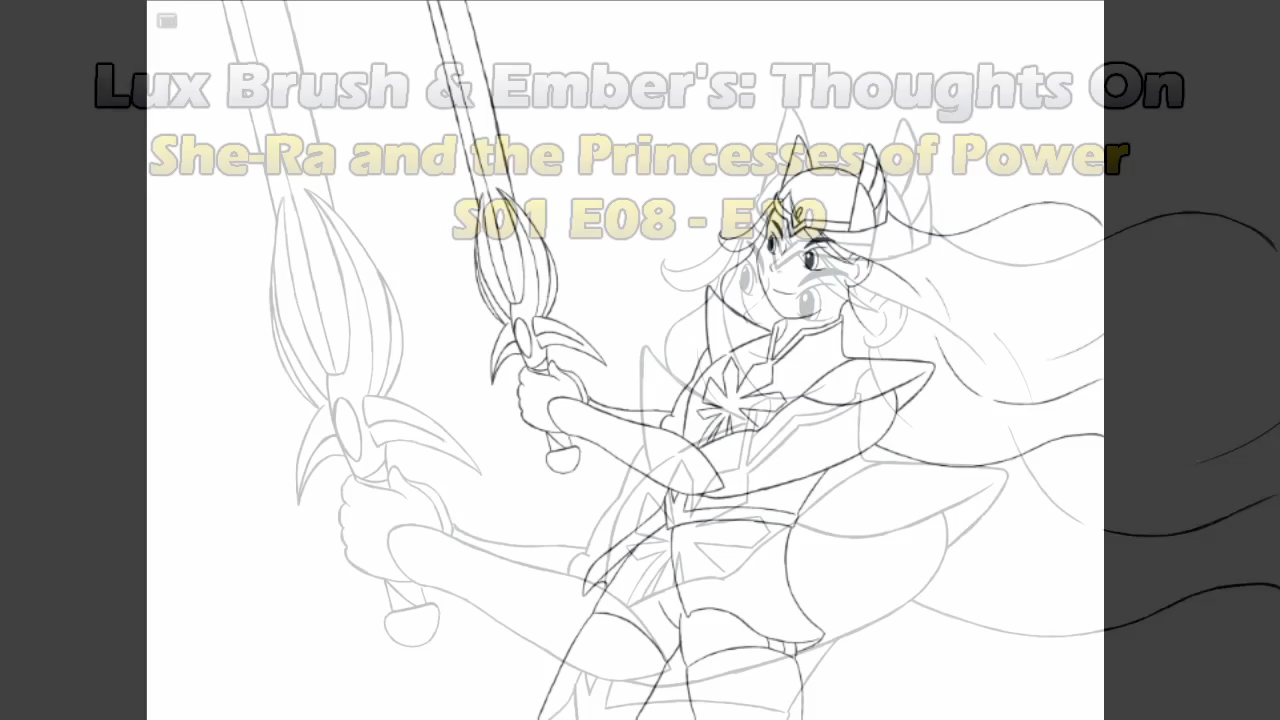 Lux Brush & Ember's: Thoughts On
She-Ra and the Princesses of Power
S01 E08 - E10